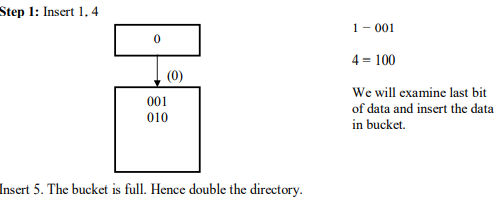 Step 1: Insert 1, 4
0
(0)
001
010
1 – 001
4 = 100
We will examine last bit
of data and insert the data
in bucket.
Insert 5. The bucket is full. Hence double the directory.